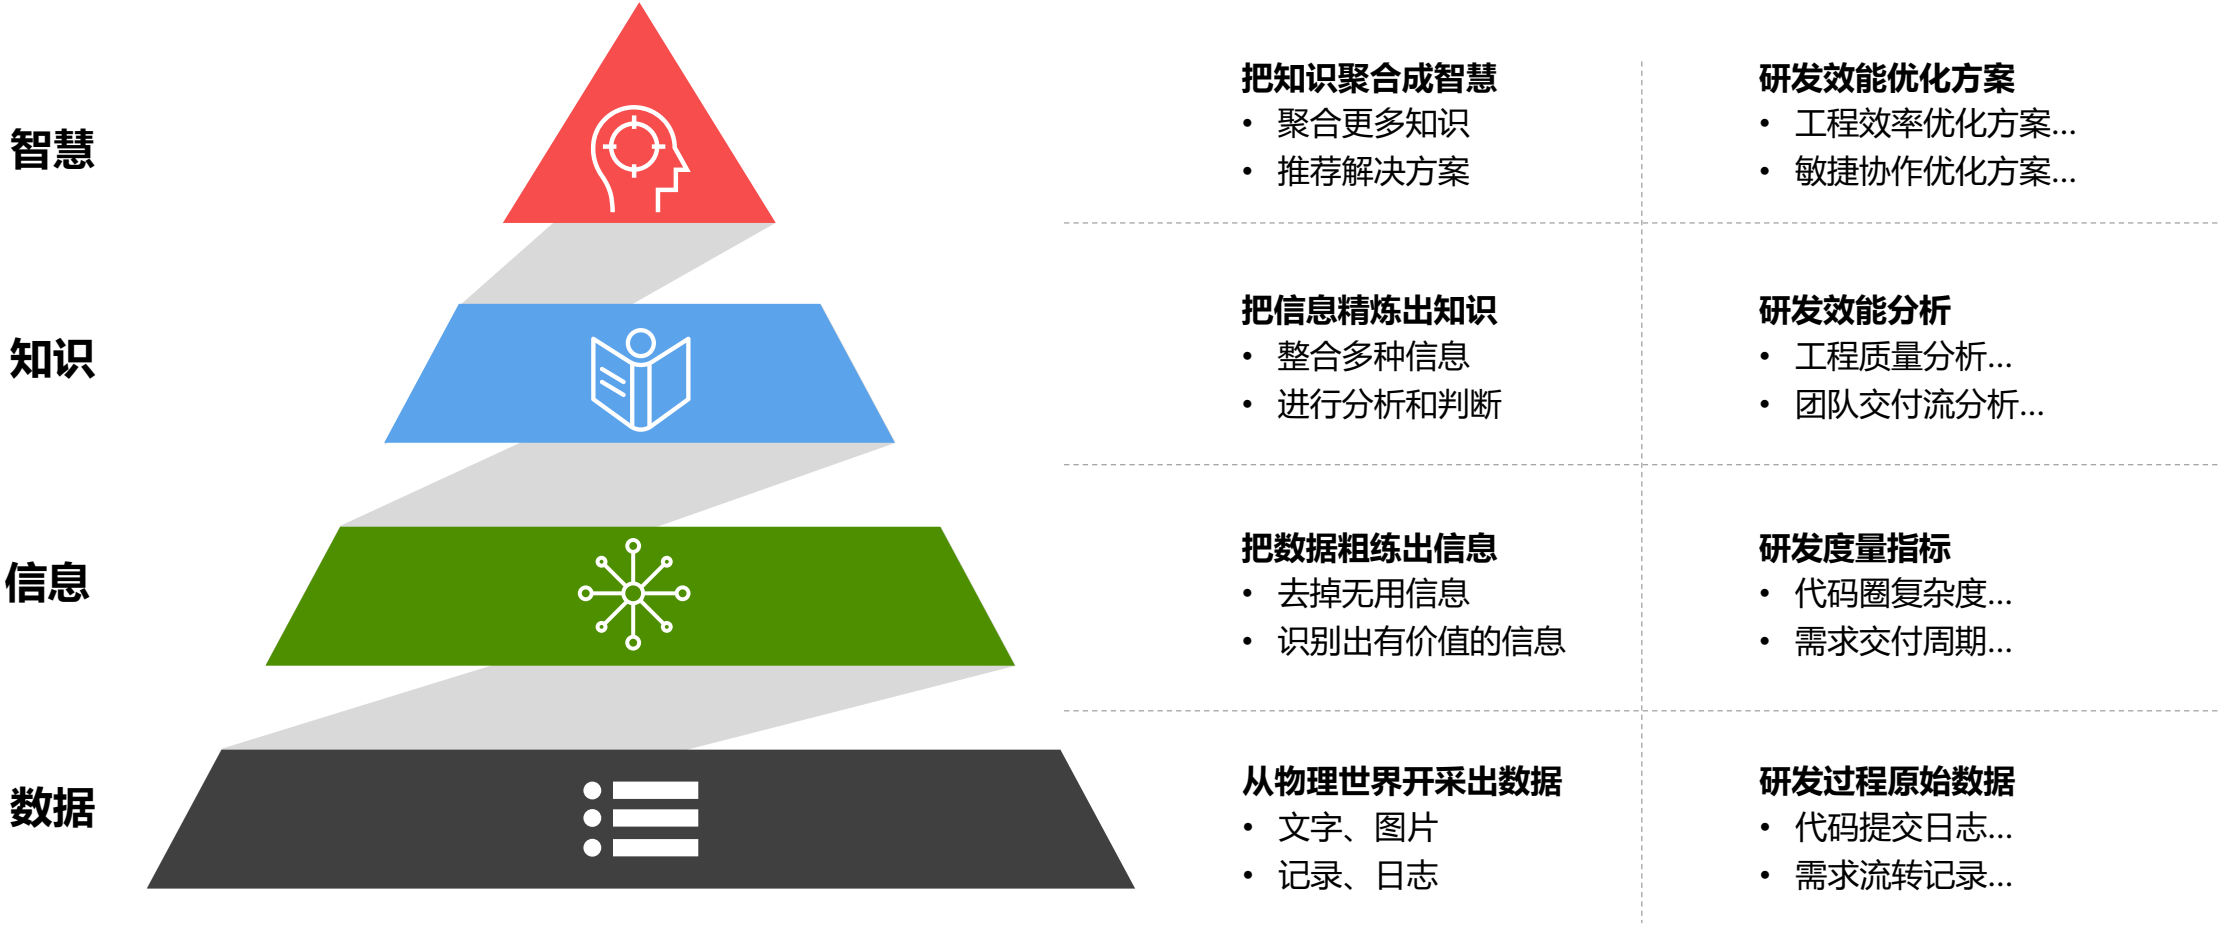 智慧
把知识聚合成智慧
• 聚合更多知识
• 推荐解决方案
研发效能优化方案
• 工程效率优化方案...
• 敏捷协作优化方案...
知识
把信息精炼出知识
• 整合多种信息
• 进行分析和判断
研发效能分析
• 工程质量分析...
• 团队交付流分析...
信息
把数据粗练出信息
• 去掉无用信息
• 识别出有价值的信息
研发度量指标
• 代码圈复杂度...
• 需求交付周期...
数据
从物理世界开采出数据
• 文字、图片
• 记录、日志
研发过程原始数据
• 代码提交日志...
• 需求流转记录...